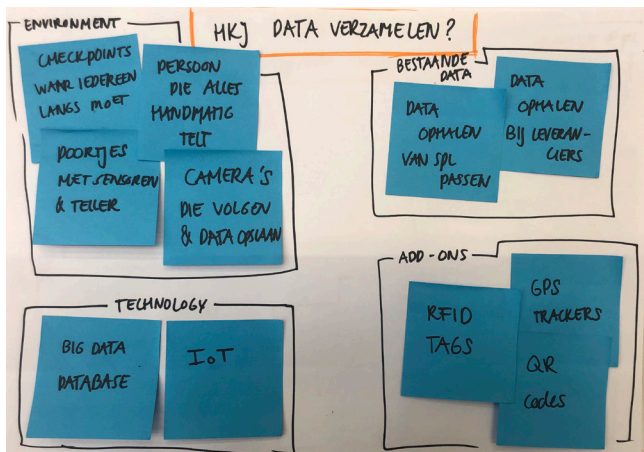 HKJ DATA VERZAMELEN?
ENVIRONMENT
CHECKPOINTS
WAAR IEDEREEN
LANGS MOET
PERSOON
DIE ALLES
HANDMATIG
TELT
POORTJES
MET SENSOREN
& TELLER
CAMERA'S
DIE VOLGEN
& DATA OPSLAAN
BESTAANDE
DATA
DATA
OPHALEN
VAN SPL
PASSEN
DATA
OPHALEN
BIJ LEVERAN-
CIERS
TECHNOLOGY
BIG DATA
DATABASE
IoT
ADD-ONS
RFID
TAGS
GPS
TRACKERS
QR
Codes